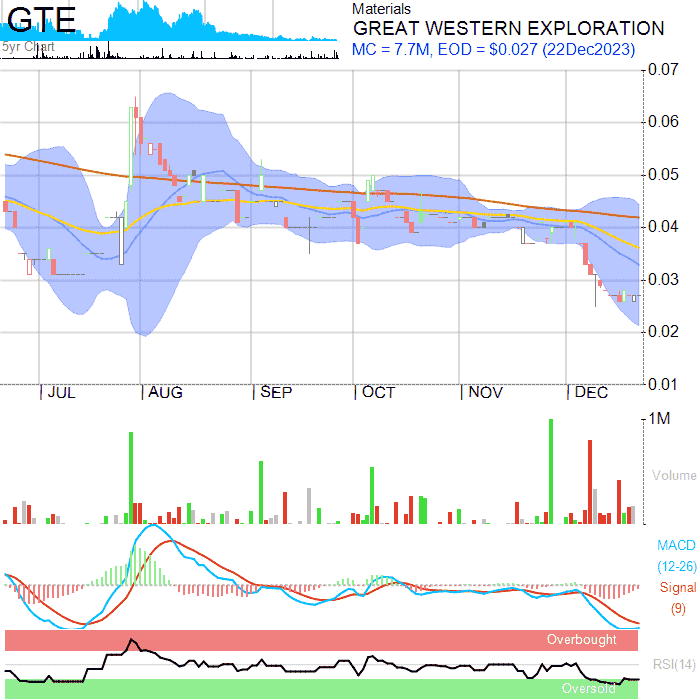 GTE
5yr Chart
Materials
GREAT WESTERN EXPLORATION
MC = 7.7M, EOD = $0.027 (22Dec2023)
0.07
0.06
0.05
0.04
0.03
0.02
0.01
JUL AUG SEP OCT NOV DEC
1M
Volume
MACD
(12-26)
Signal
(9)
Overbought
RSI(14)
Oversold